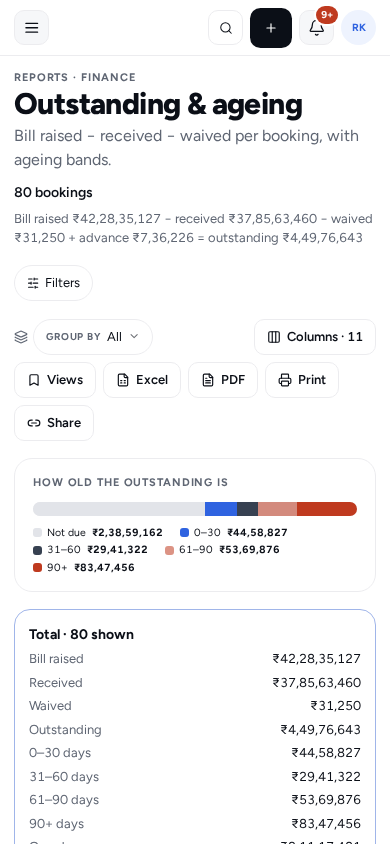 9+
RK
REPORTS · FINANCE
Outstanding & ageing
Bill raised − received − waived per booking, with
ageing bands.
80 bookings
Bill raised ₹42,28,35,127 − received ₹37,85,63,460 − waived
₹31,250 + advance ₹7,36,226 = outstanding ₹4,49,76,643
Filters
GROUP BY All
Columns · 11
Views
Excel
PDF
Print
Share
HOW OLD THE OUTSTANDING IS
Not due ₹2,38,59,162 0–30 ₹44,58,827
31–60 ₹29,41,322 61–90 ₹53,69,876
90+ ₹83,47,456
Total · 80 shown
Bill raised ₹42,28,35,127
Received ₹37,85,63,460
Waived ₹31,250
Outstanding ₹4,49,76,643
0–30 days ₹44,58,827
31–60 days ₹29,41,322
61–90 days ₹53,69,876
90+ days ₹83,47,456